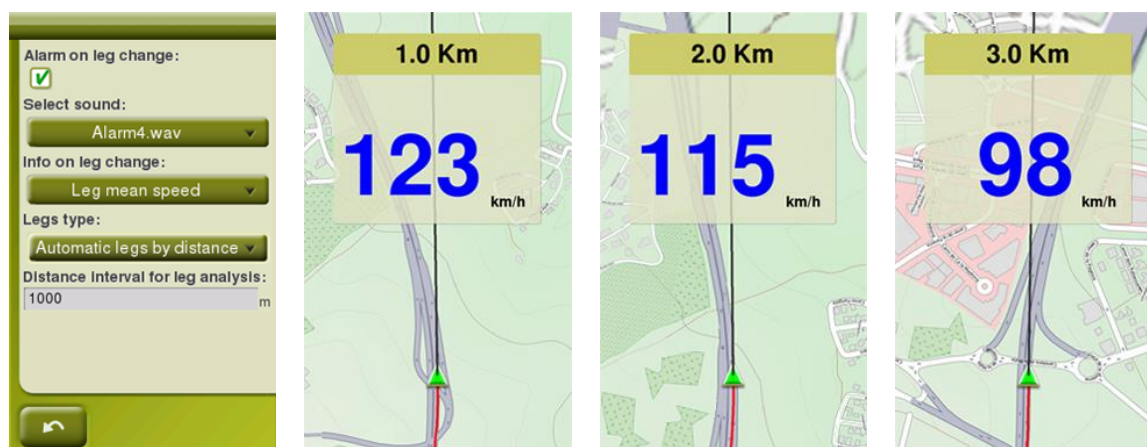 Alarm on leg change:
Select sound:
Alarm4.wav
Info on leg change:
Leg mean speed
Legs type:
Automatic legs by distance
Distance interval for leg analysis:
1000
m
1.0 Km
123
km/h
2.0 Km
115
km/h
3.0 Km
98
km/h